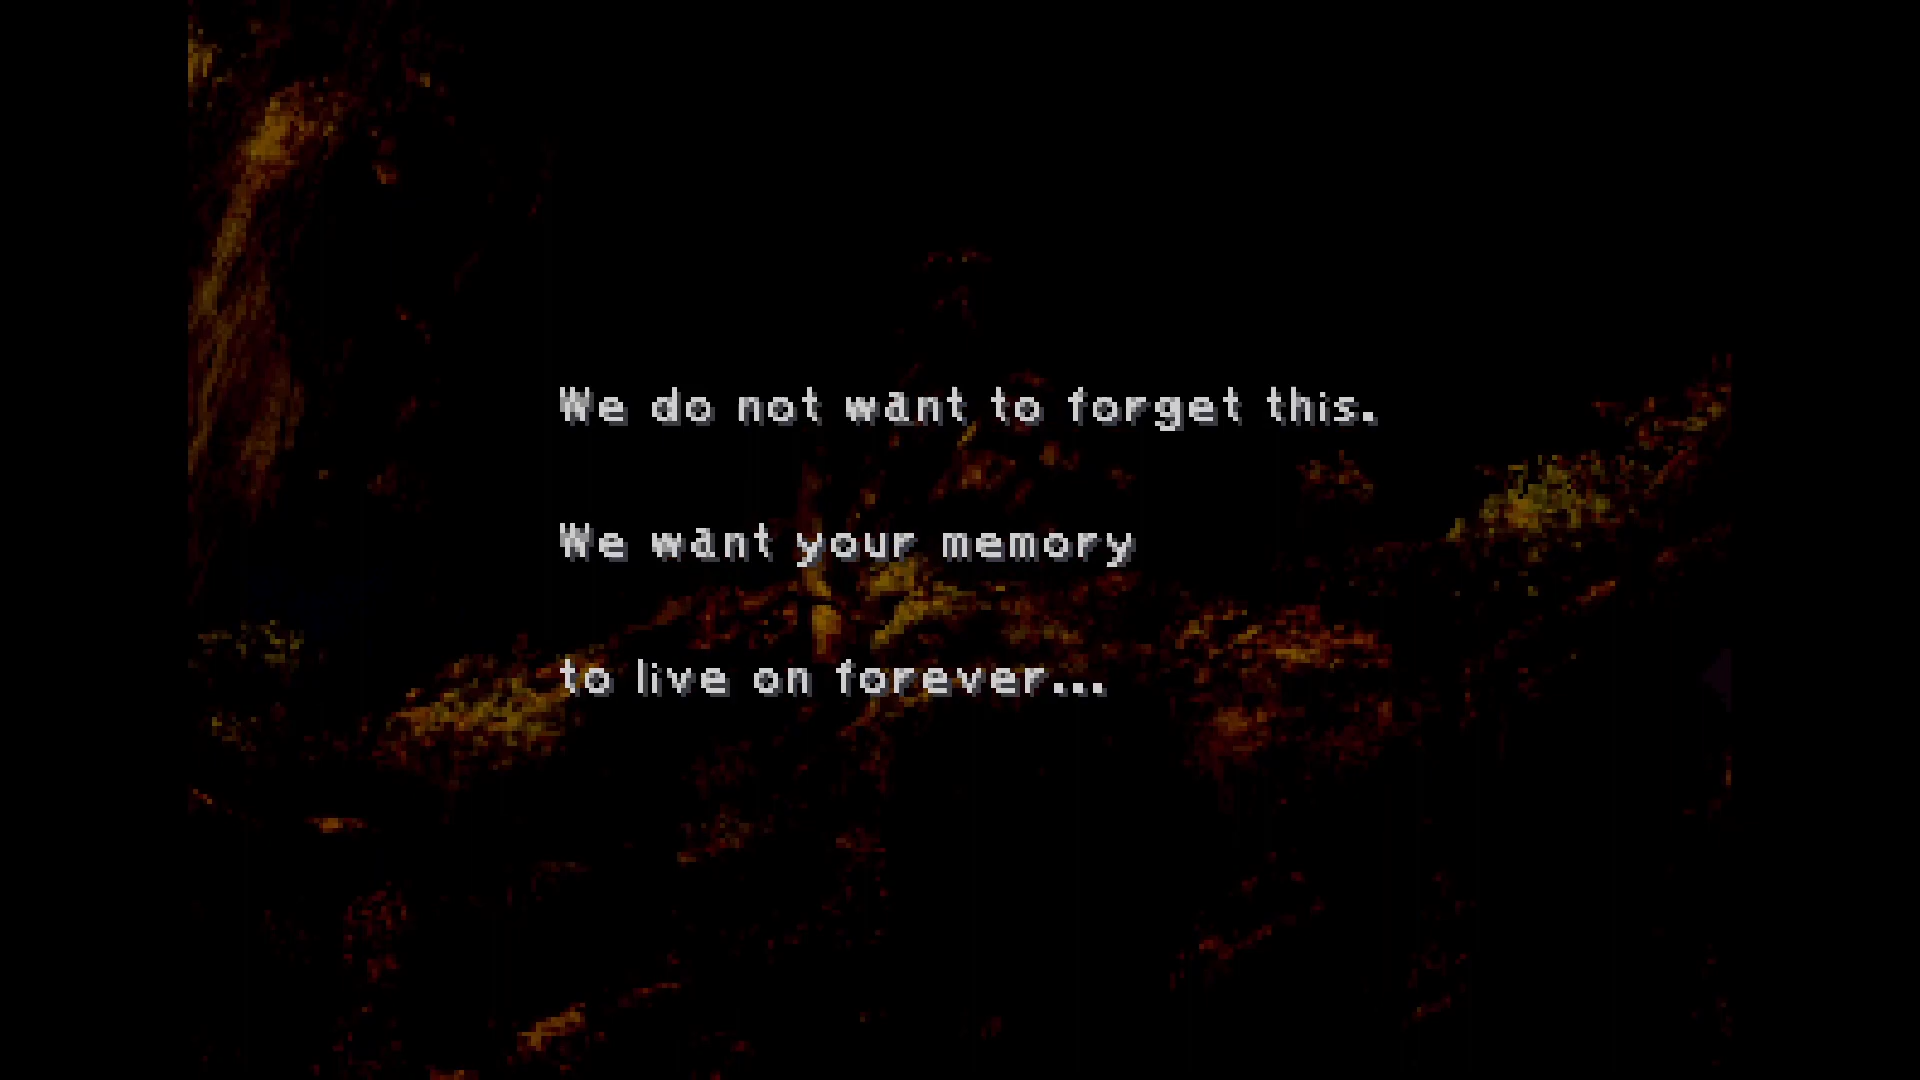 We do not want to forget this.
We want your memory
to live on forever...